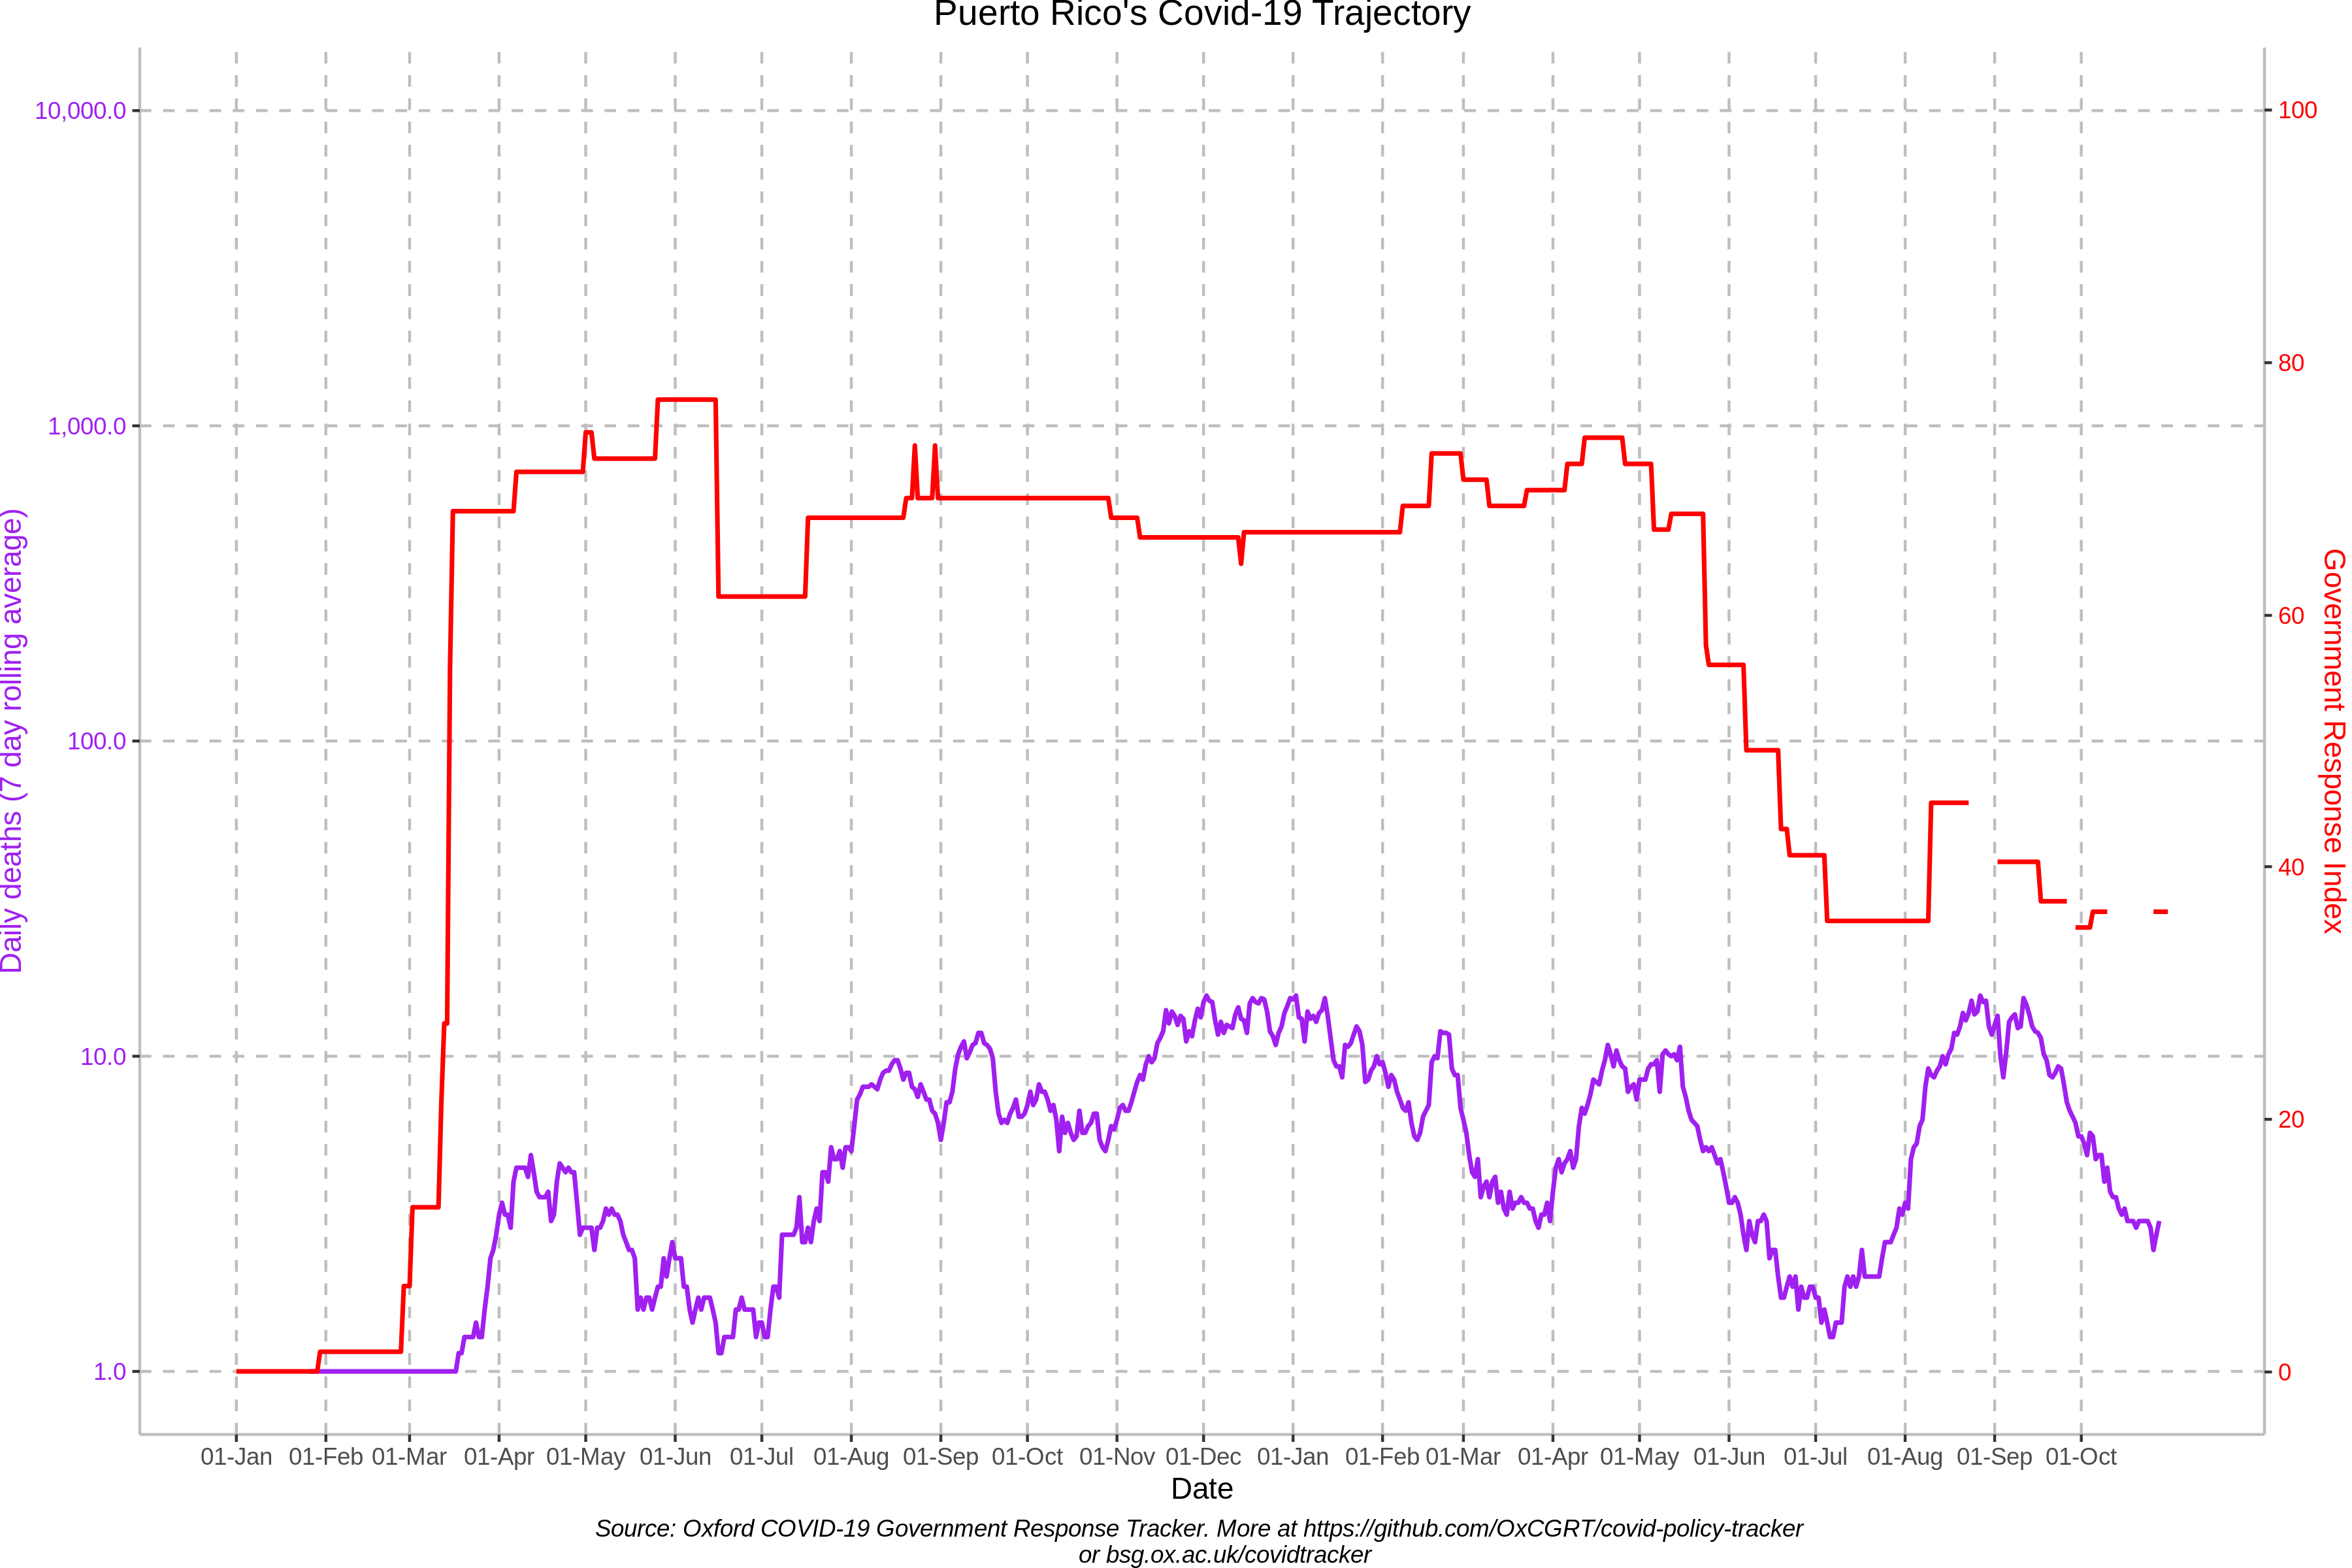 Puerto Rico's Covid-19 Trajectory
10,000.0
1,000.0
100.0
10.0
1.0
Daily deaths (7 day rolling average)
100
80
60
40
20
0
Government Response Index
01-Jan 01-Feb 01-Mar 01-Apr 01-May 01-Jun 01-Jul 01-Aug 01-Sep 01-Oct 01-Nov 01-Dec 01-Jan 01-Feb 01-Mar 01-Apr 01-May 01-Jun 01-Jul 01-Aug 01-Sep 01-Oct
Date
Source: Oxford COVID-19 Government Response Tracker. More at https://github.com/OxCGRT/covid-policy-tracker
or bsg.ox.ac.uk/covidtracker